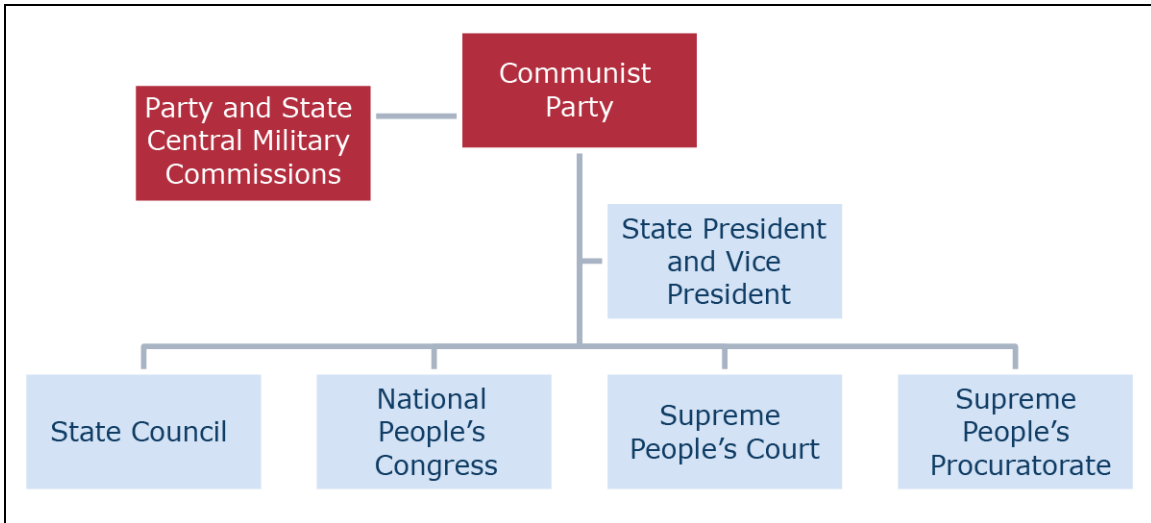 Communist
Party
Party and State
Central Military
Commissions
State President
and Vice
President
State Council
National
People’s
Congress
Supreme
People’s Court
Supreme
People’s
Procuratorate